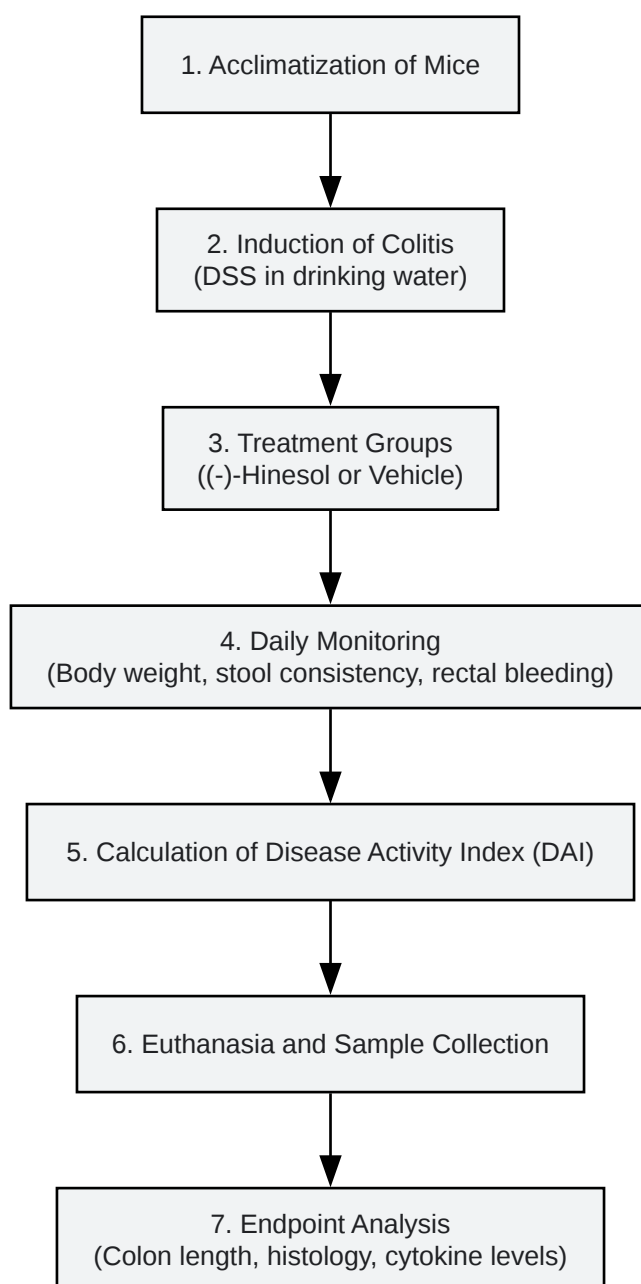 1. Acclimatization of Mice
2. Induction of Colitis
(DSS in drinking water)
3. Treatment Groups
((-)-Hinesol or Vehicle)
4. Daily Monitoring
(Body weight, stool consistency, rectal bleeding)
5. Calculation of Disease Activity Index (DAI)
6. Euthanasia and Sample Collection
7. Endpoint Analysis
(Colon length, histology, cytokine levels)